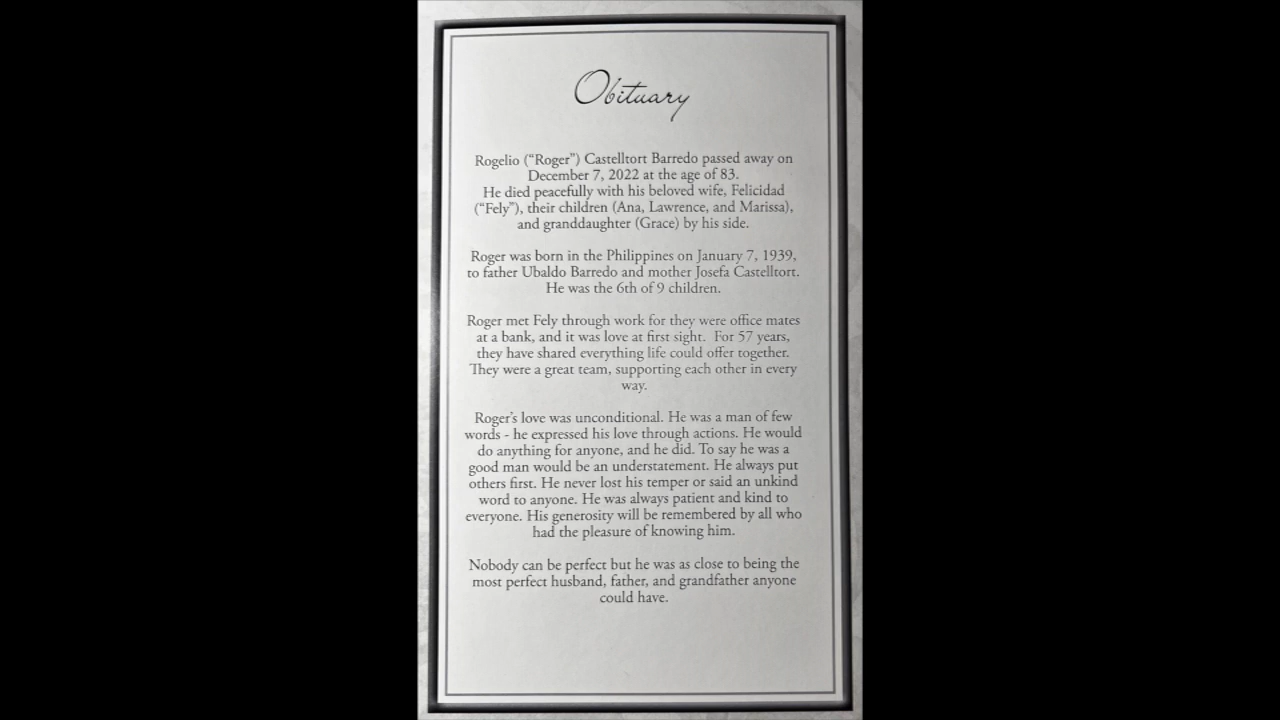 Obituary
Rogelio (“Roger”) Castelltort Barredo passed away on
December 7, 2022 at the age of 83.
He died peacefully with his beloved wife, Felicidad
(“Fely”), their children (Ana, Lawrence, and Marissa),
and granddaughter (Grace) by his side.
Roger was born in the Philippines on January 7, 1939,
to father Ubaldo Barredo and mother Josefa Castelltort.
He was the 6th of 9 children.
Roger met Fely through work for they were office mates
at a bank, and it was love at first sight.  For 57 years,
they have shared everything life could offer together.
They were a great team, supporting each other in every
way.
Roger’s love was unconditional. He was a man of few
words - he expressed his love through actions. He would
do anything for anyone, and he did. To say he was a
good man would be an understatement. He always put
others first. He never lost his temper or said an unkind
word to anyone. He was always patient and kind to
everyone. His generosity will be remembered by all who
had the pleasure of knowing him.
Nobody can be perfect but he was as close to being the
most perfect husband, father, and grandfather anyone
could have.